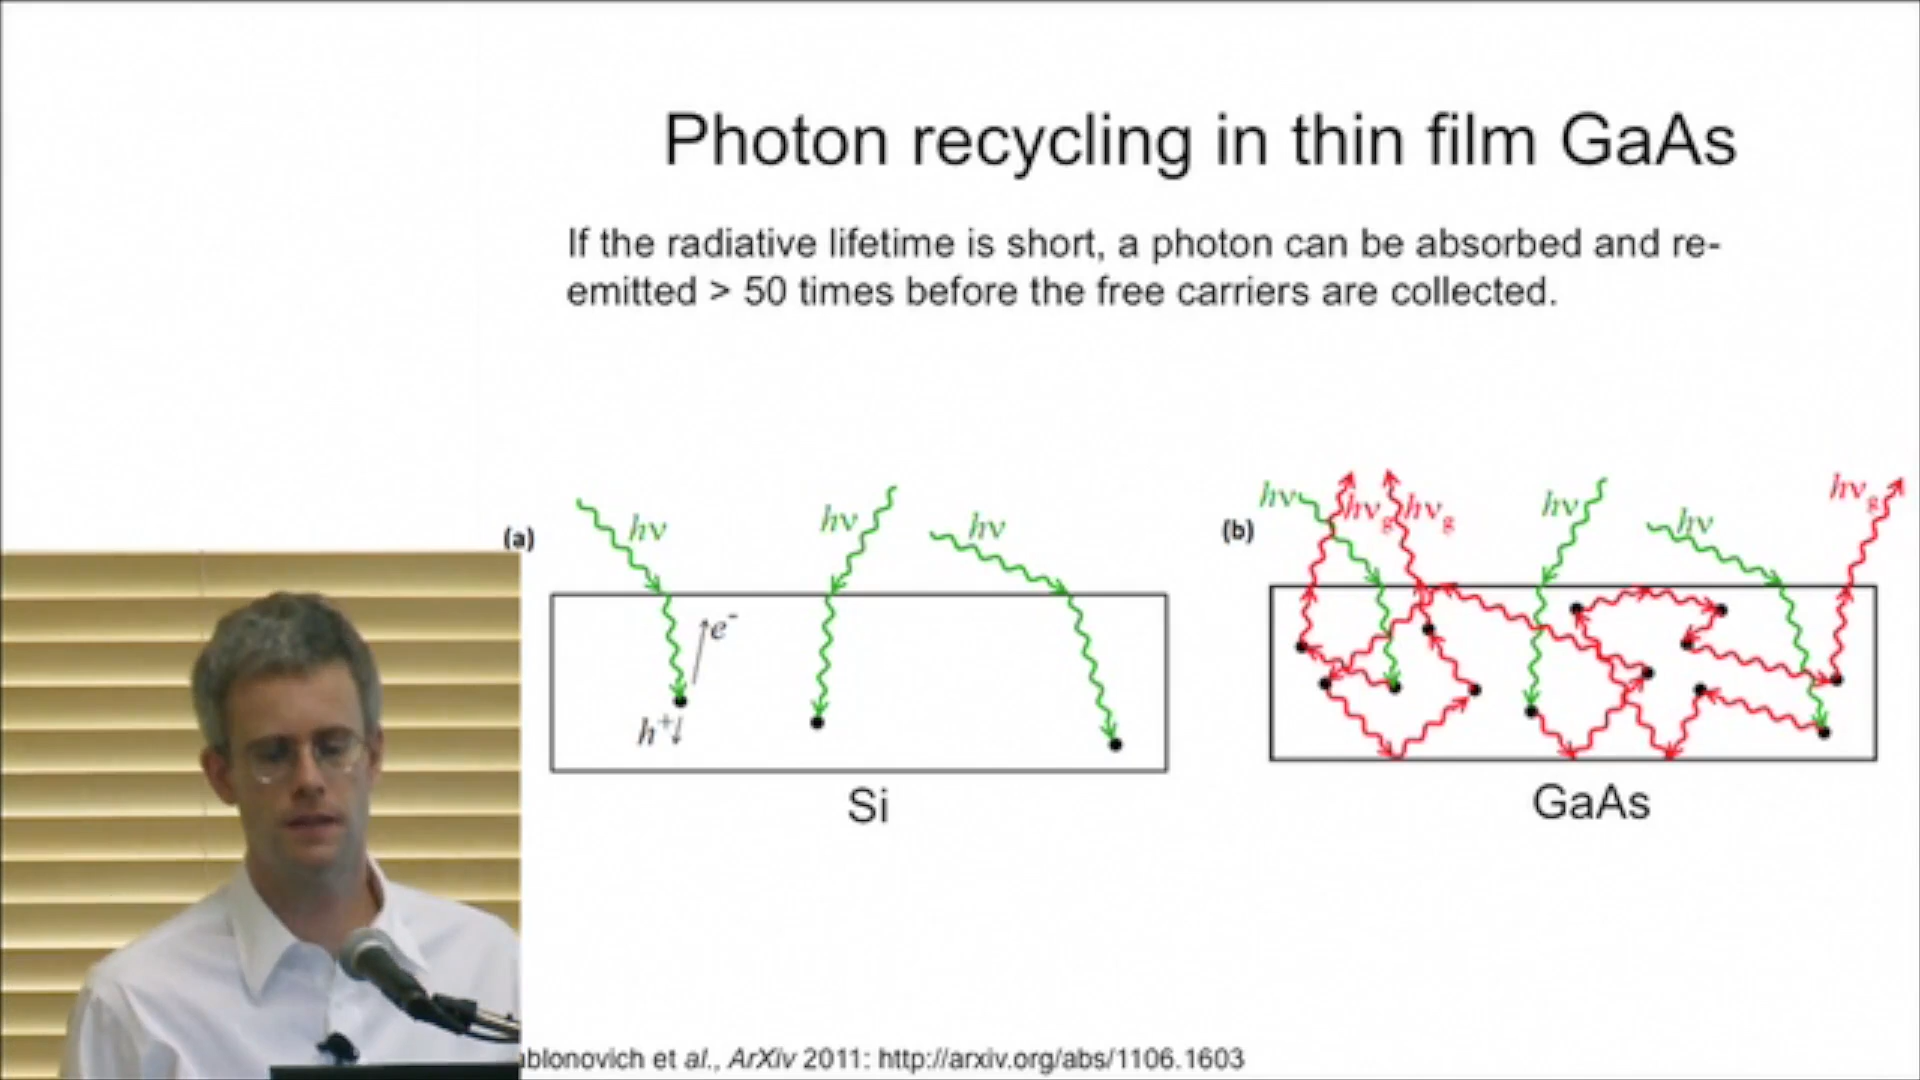 Photon recycling in thin film GaAs
If the radiative lifetime is short, a photon can be absorbed and re-
emitted > 50 times before the free carriers are collected.
(a)
hν
hν
hν
e⁻
h⁺
Si
(b)
hν
hν_g
hν_g
hν
hν
hν_g
GaAs
ablonovich et al., ArXiv 2011: http://arxiv.org/abs/1106.1603